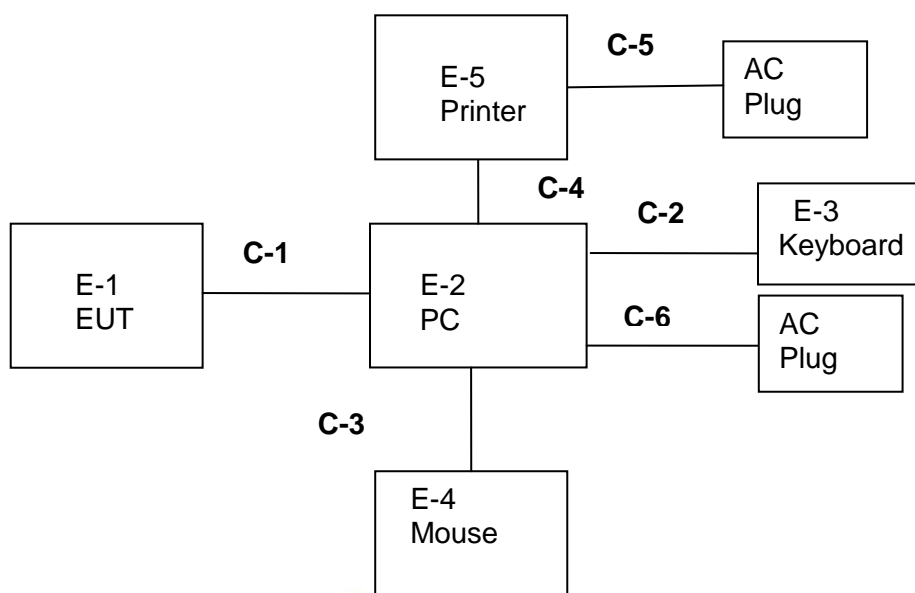 C-5
E-5
Printer
AC
Plug
C-4
C-2
E-3
Keyboard
C-1
E-1
EUT
E-2
PC
C-6
AC
Plug
C-3
E-4
Mouse